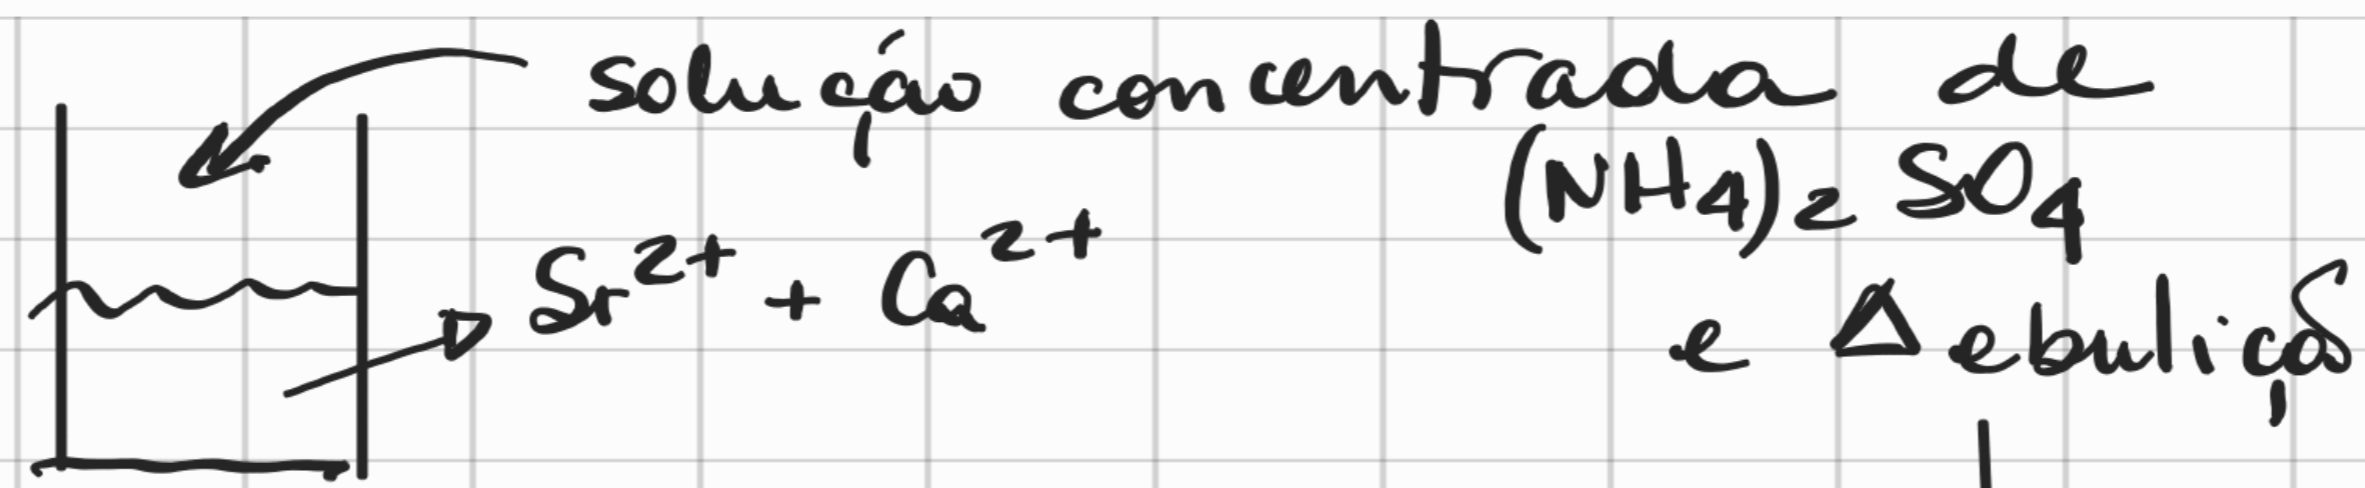 solução concentrada de
(NH4)2 SO4
Sr²⁺ + Ca²⁺
e Δ ebulição